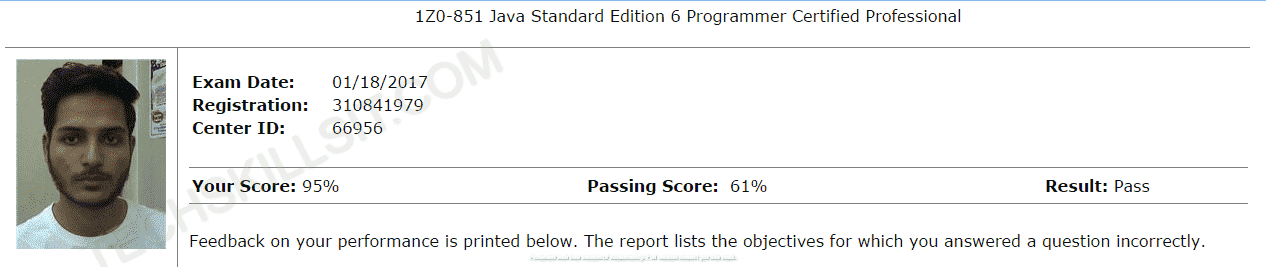 1Z0-851 Java Standard Edition 6 Programmer Certified Professional
Exam Date: 01/18/2017
Registration: 310841979
Center ID: 66956
Your Score: 95% Passing Score: 61% Result: Pass
Feedback on your performance is printed below. The report lists the objectives for which you answered a question incorrectly.
TECHSKILLSIT.COM